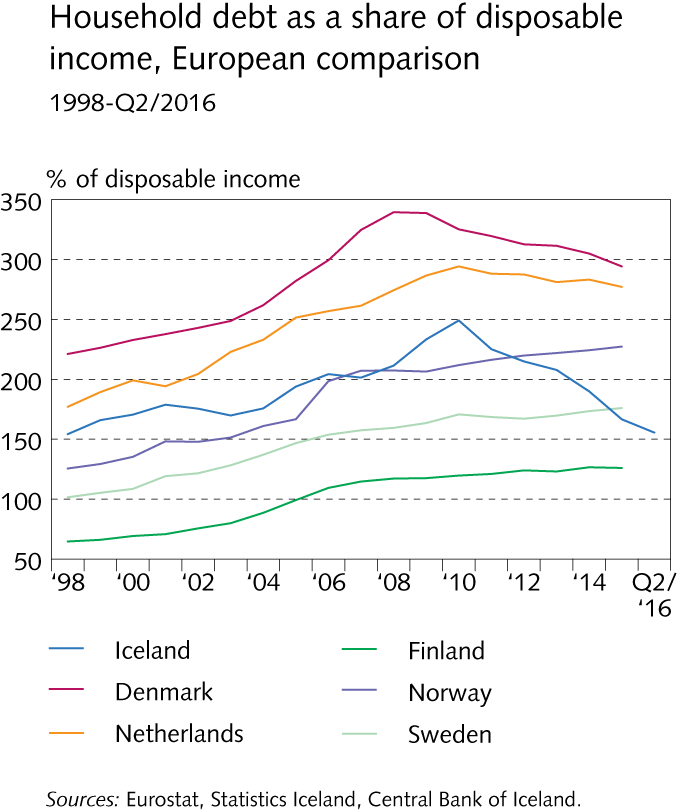 Household debt as a share of disposable
income, European comparison
1998-Q2/2016
% of disposable income
350
300
250
200
150
100
50
‘98 ‘00 ‘02 ‘04 ‘06 ‘08 ‘10 ‘12 ‘14 Q2/
‘16
Iceland Finland
Denmark Norway
Netherlands Sweden
Sources: Eurostat, Statistics Iceland, Central Bank of Iceland.